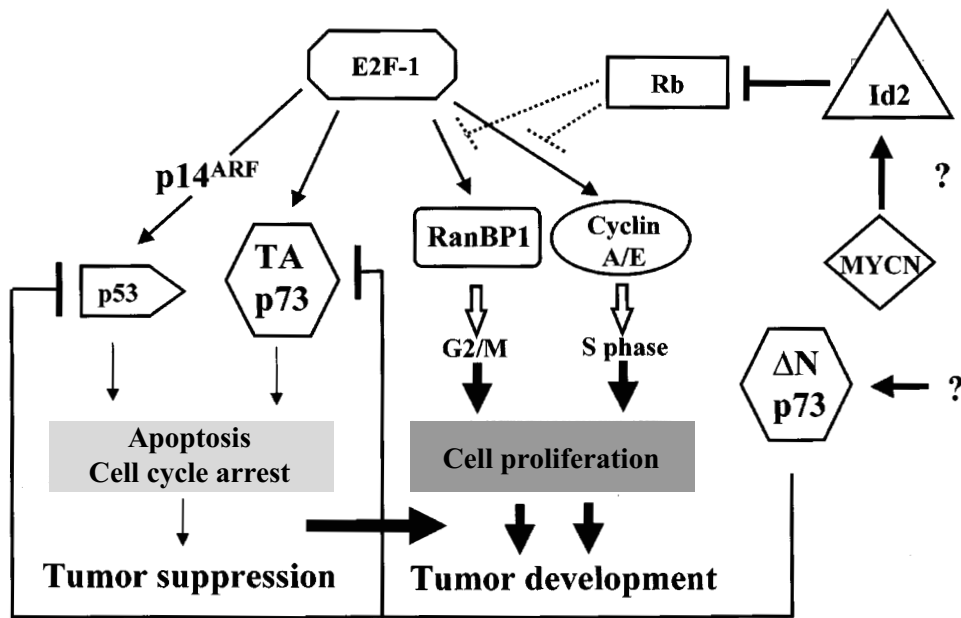 E2F-1
Rb
Id2
p14ARF
?
RanBP1
Cyclin
A/E
MYCN
TA
p73
p53
G2/M
S phase
ΔN
p73
?
Apoptosis
Cell cycle arrest
Cell proliferation
Tumor suppression
Tumor development